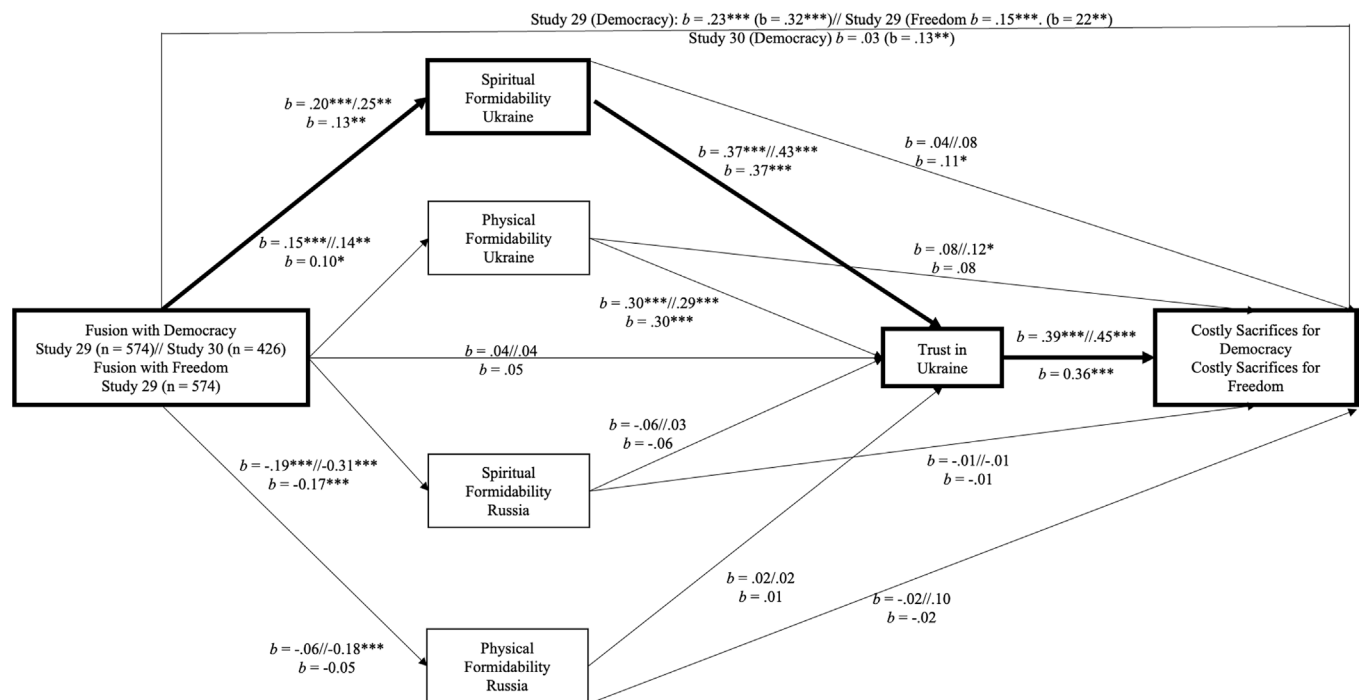 Study 29 (Democracy): b = .23*** (b = .32***)// Study 29 (Freedom b = .15***. (b = 22**)
Study 30 (Democracy) b = .03 (b = .13**)
Spiritual
Formidability
Ukraine
b = .20***/.25**
b = .13**
b = .37***//.43***
b = .37***
b = .04//.08
b = .11*
Physical
Formidability
Ukraine
b = .15***//.14**
b = 0.10*
b = .08//.12*
b = .08
b = .30***//.29***
b = .30***
Fusion with Democracy
Study 29 (n = 574)// Study 30 (n = 426)
Fusion with Freedom
Study 29 (n = 574)
b = .04//.04
b = .05
Trust in
Ukraine
b = .39***//.45***
b = 0.36***
Costly Sacrifices for
Democracy
Costly Sacrifices for
Freedom
b = -.06//.03
b = -.06
b = -.19***//-0.31***
b = -0.17***
Spiritual
Formidability
Russia
b = -.01//-.01
b = -.01
b = .02/.02
b = .01
b = -.02//.10
b = -.02
b = -.06//-0.18***
b = -0.05
Physical
Formidability
Russia